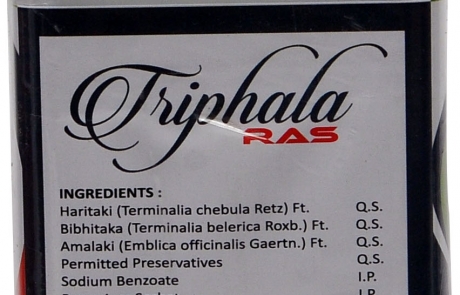 Triphala
RAS
INGREDIENTS :
Haritaki (Terminalia chebula Retz) Ft. Q.S.
Bibhitaka (Terminalia belerica Roxb.) Ft. Q.S.
Amalaki (Emblica officinalis Gaertn.) Ft. Q.S.
Permitted Preservatives Q.S.
Sodium Benzoate I.P.
I.P.